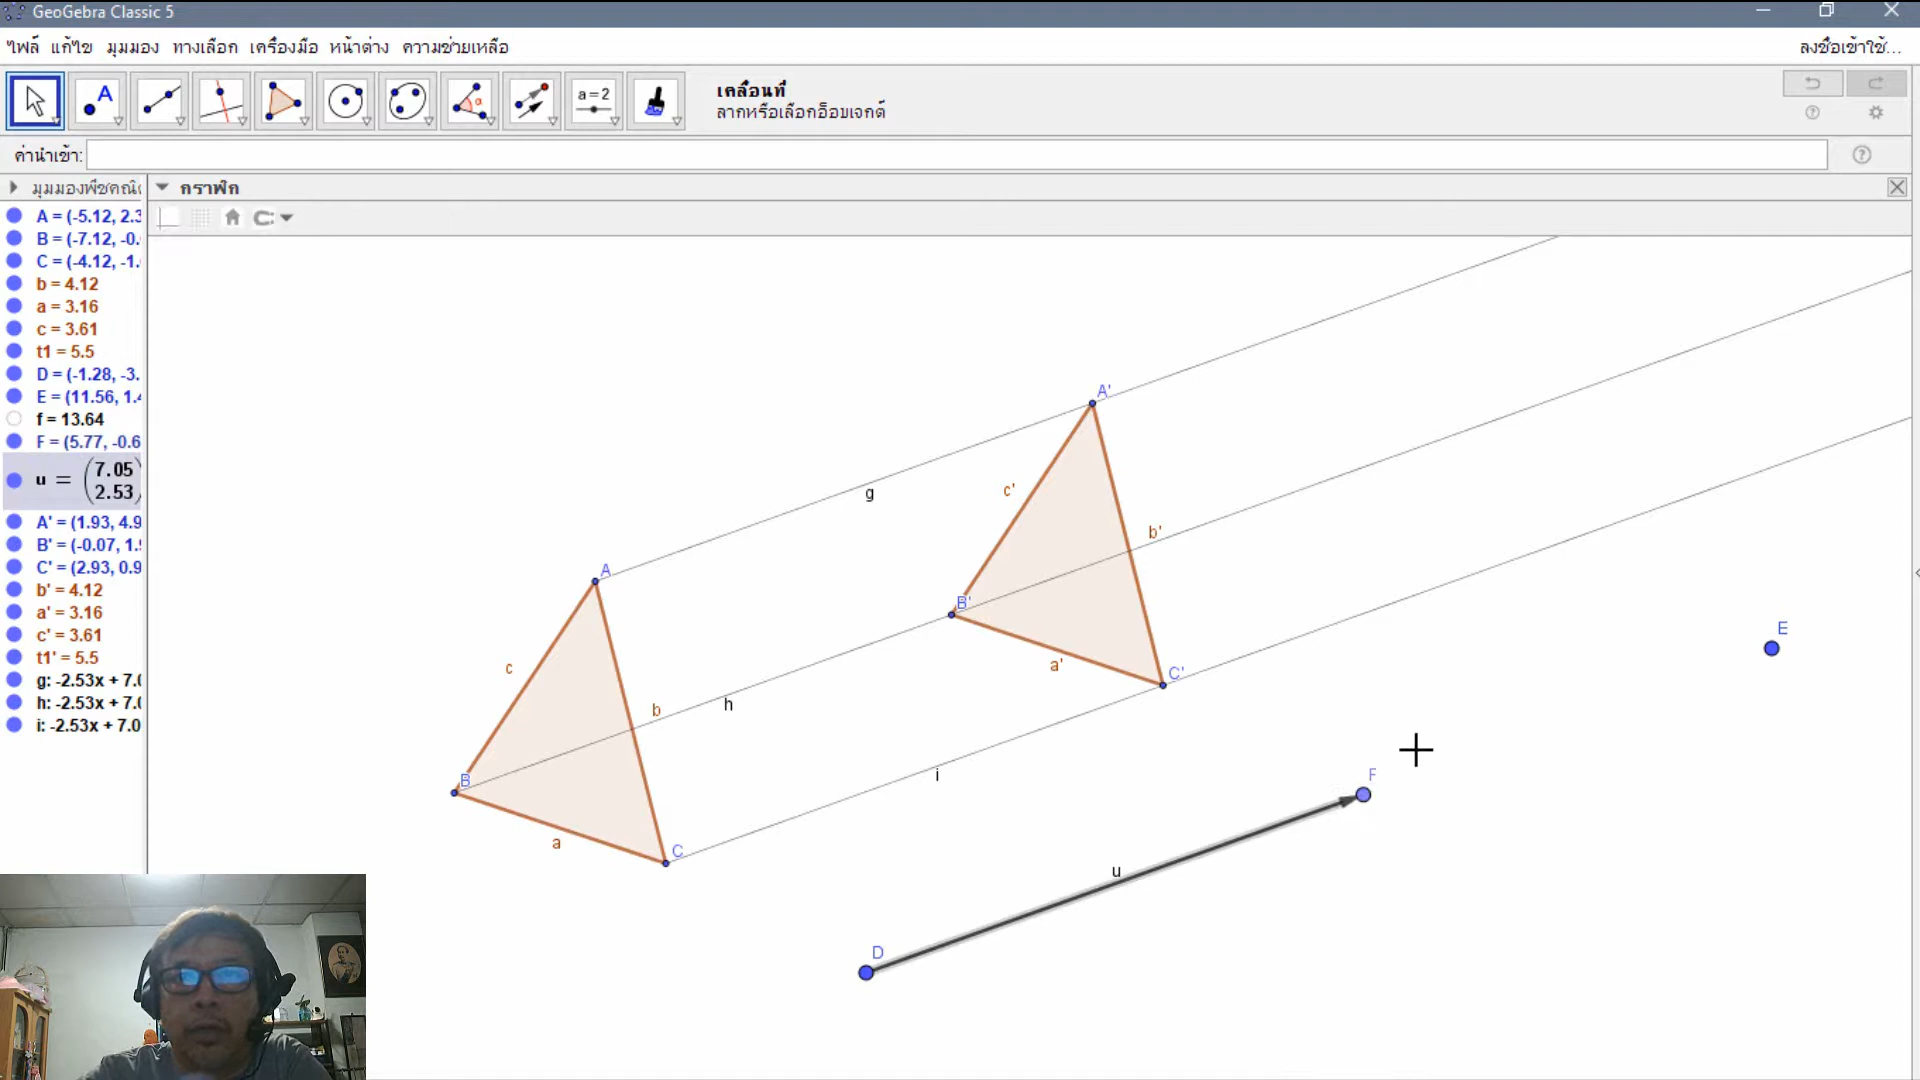 GeoGebra Classic 5
ไฟล์ แก้ไข มุมมอง ทางเลือก เครื่องมือ หน้าต่าง ความช่วยเหลือ ลงชื่อเข้าใช้...
A
α
a = 2
เคลื่อนที่
ลากหรือเลือกอ็อบเจกต์
ค่านำเข้า:
มุมมองพีชคณิต
กราฟิก
A = (-5.12, 2.3
B = (-7.12, -0.
C = (-4.12, -1.
b = 4.12
a = 3.16
c = 3.61
t1 = 5.5
D = (-1.28, -3.
E = (11.56, 1.4
f = 13.64
F = (5.77, -0.6
u = (7.05
2.53)
A' = (1.93, 4.9
B' = (-0.07, 1.9
C' = (2.93, 0.9
b' = 4.12
a' = 3.16
c' = 3.61
t1' = 5.5
g: -2.53x + 7.0
h: -2.53x + 7.0
i: -2.53x + 7.0
A'
c'
g
b'
A
B'
E
a'
C'
c
b
h
F
i
B
a
C
u
D